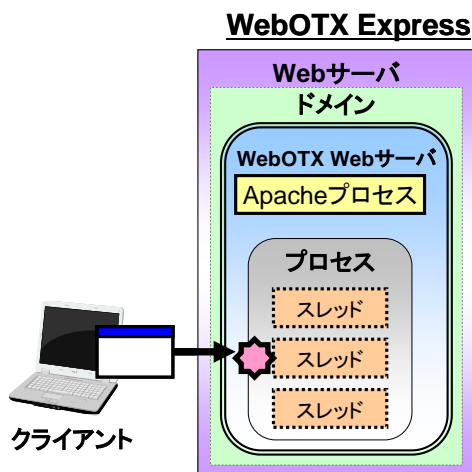 WebOTX Express
Webサーバ
ドメイン
WebOTX Webサーバ
Apacheプロセス
プロセス
スレッド
スレッド
スレッド
クライアント